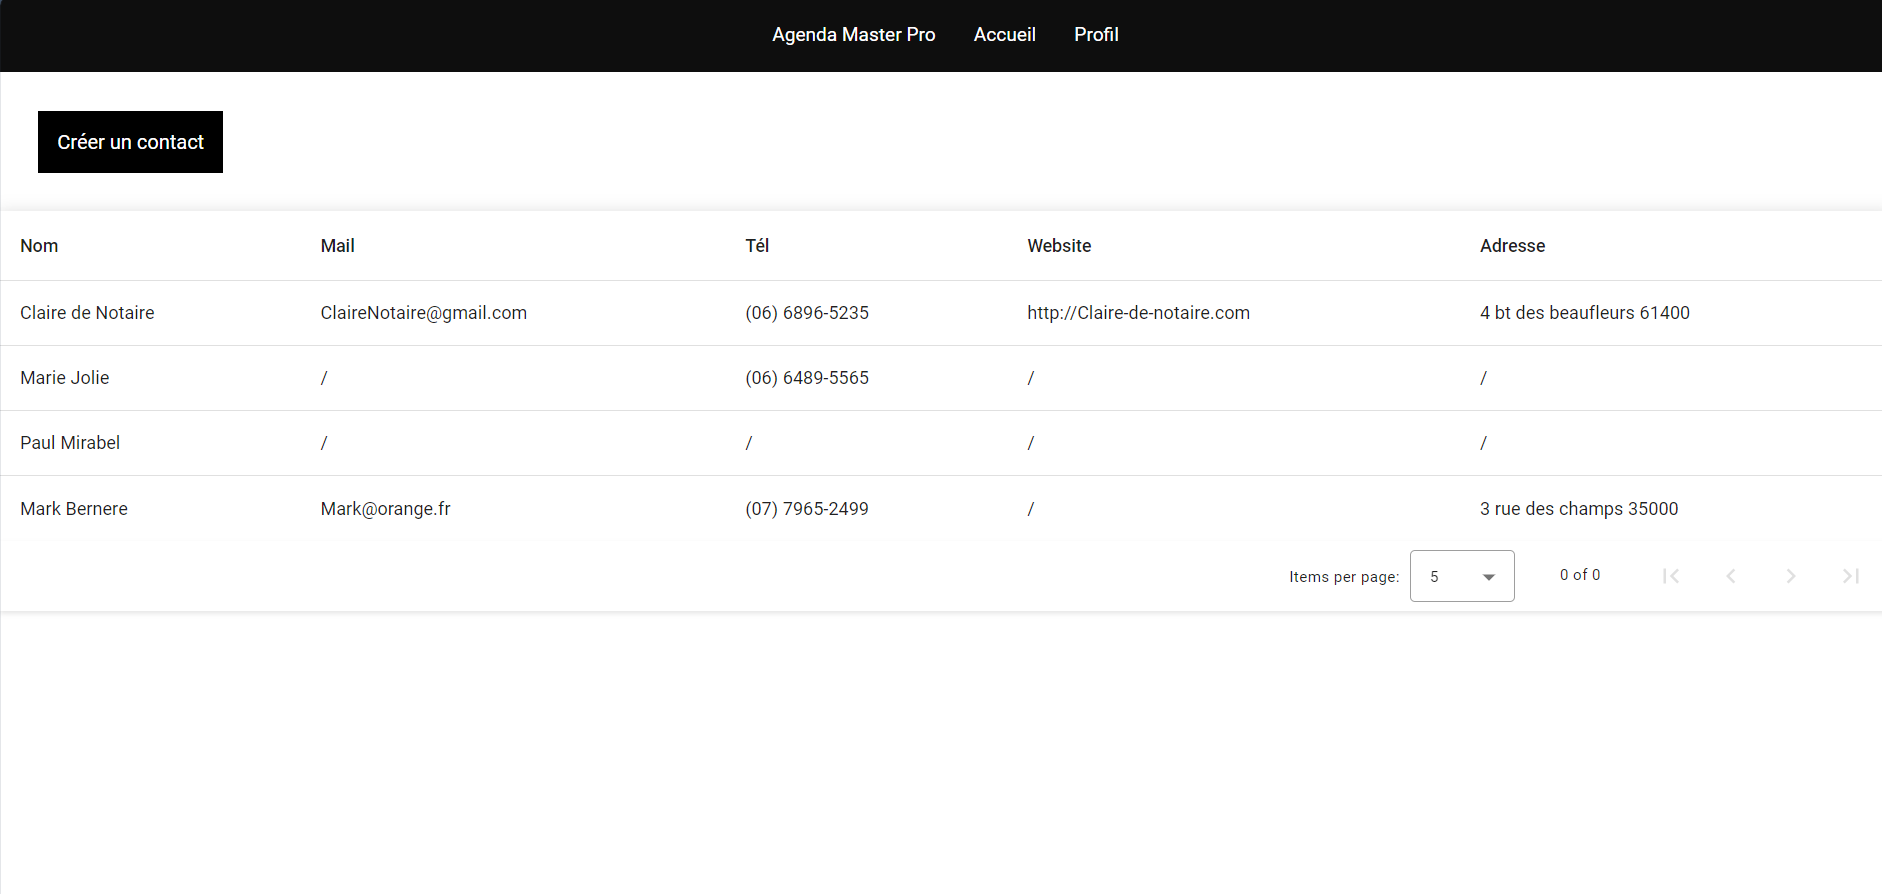 Agenda Master Pro Accueil Profil
Créer un contact
Nom Mail Tél Website Adresse
Claire de Notaire ClaireNotaire@gmail.com (06) 6896-5235 http://Claire-de-notaire.com 4 bt des beaufleurs 61400
Marie Jolie / (06) 6489-5565 / /
Paul Mirabel / / / /
Mark Bernere Mark@orange.fr (07) 7965-2499 / 3 rue des champs 35000
Items per page: 5 0 of 0